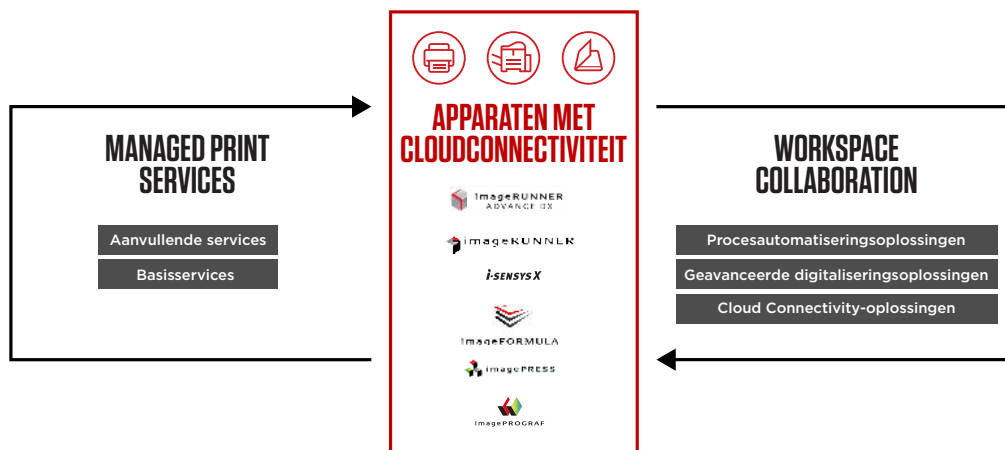 MANAGED PRINT
SERVICES
Aanvullende services
Basisservices
APPARATEN MET
CLOUDCONNECTIVITEIT
imageRUNNER
ADVANCE DX
imageRUNNER
i-SENSYS X
imageFORMULA
imagePRESS
imagePROGRAF
WORKSPACE
COLLABORATION
Procesautomatiseringsoplossingen
Geavanceerde digitaliseringsoplossingen
Cloud Connectivity-oplossingen